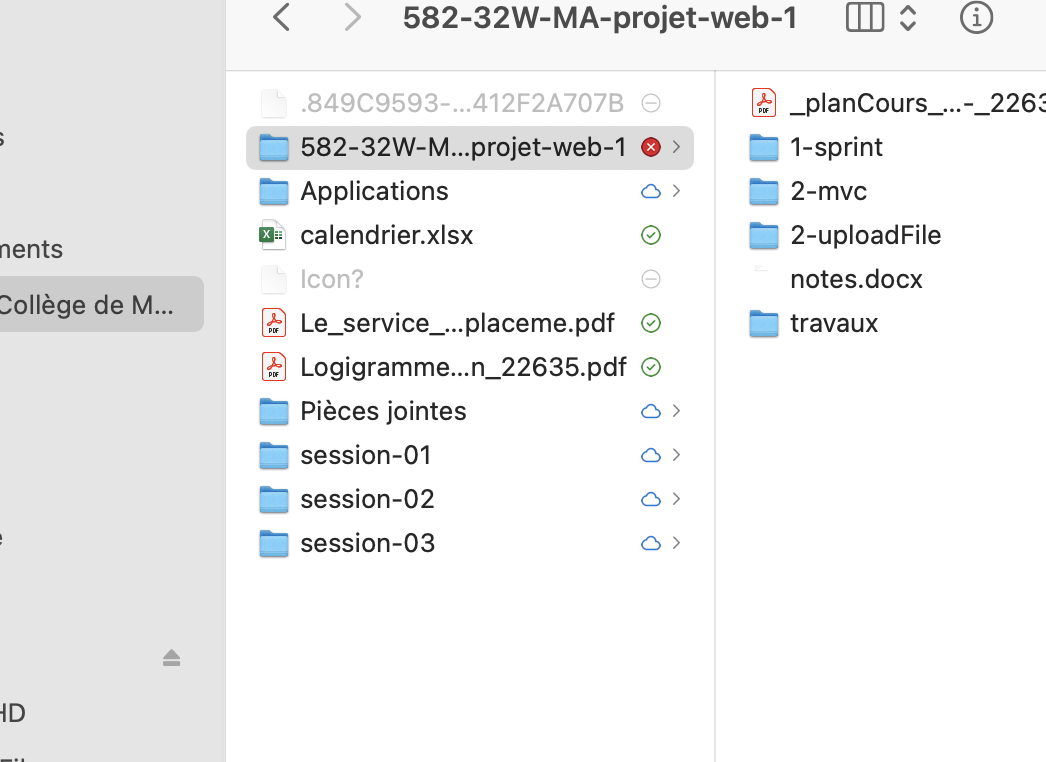 582-32W-MA-projet-web-1
ments
Collège de M...
HD
.849C9593-...412F2A707B
582-32W-M...projet-web-1
Applications
calendrier.xlsx
Icon?
Le_service_...placeme.pdf
Logigramme...n_22635.pdf
Pièces jointes
session-01
session-02
session-03
_planCours_...-_2263
1-sprint
2-mvc
2-uploadFile
notes.docx
travaux